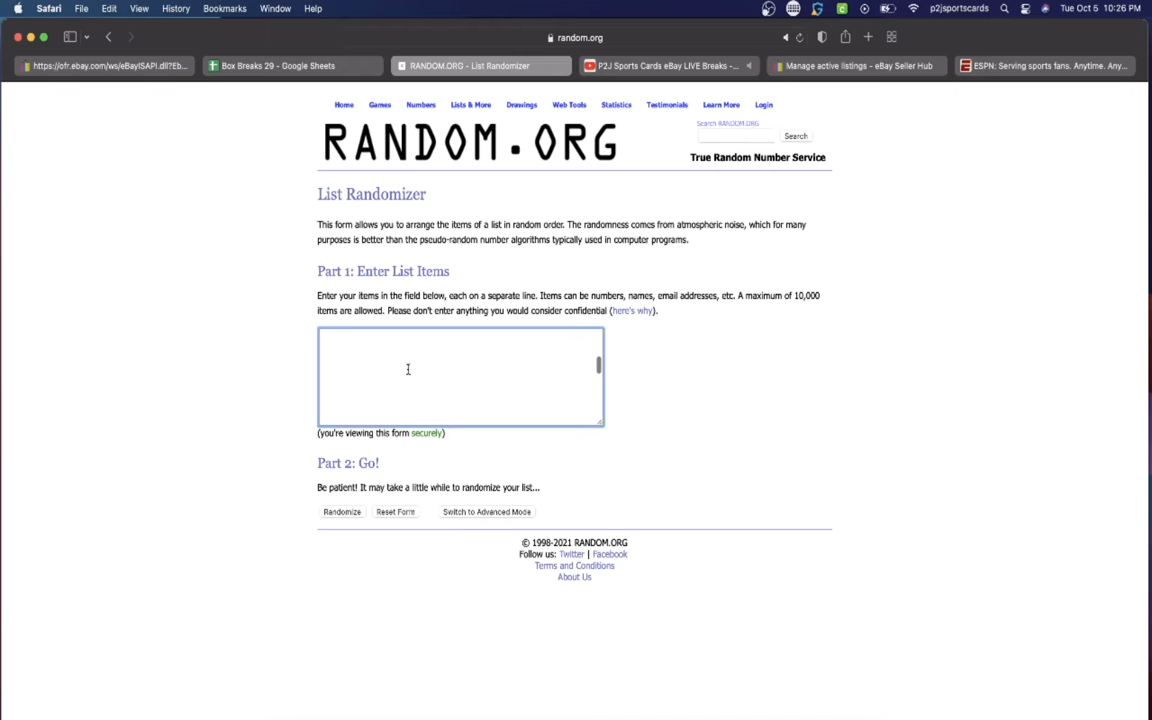 Safari File Edit View History Bookmarks Window Help p2jsportscards Tue Oct 5 10:26 PM
random.org
https://ofr.ebay.com/ws/eBayISAPI.dll?Eb... Box Breaks 29 - Google Sheets RANDOM.ORG - List Randomizer P2J Sports Cards eBay LIVE Breaks -... Manage active listings - eBay Seller Hub ESPN: Serving sports fans. Anytime. Any...
Home Games Numbers Lists & More Drawings Web Tools Statistics Testimonials Learn More Login
Search RANDOM.ORG
RANDOM.ORG
Search
True Random Number Service
List Randomizer
This form allows you to arrange the items of a list in random order. The randomness comes from atmospheric noise, which for many
purposes is better than the pseudo-random number algorithms typically used in computer programs.
Part 1: Enter List Items
Enter your items in the field below, each on a separate line. Items can be numbers, names, email addresses, etc. A maximum of 10,000
items are allowed. Please don't enter anything you would consider confidential (here's why).
(you're viewing this form securely)
Part 2: Go!
Be patient! It may take a little while to randomize your list...
Randomize Reset Form Switch to Advanced Mode
© 1998-2021 RANDOM.ORG
Follow us: Twitter | Facebook
Terms and Conditions
About Us